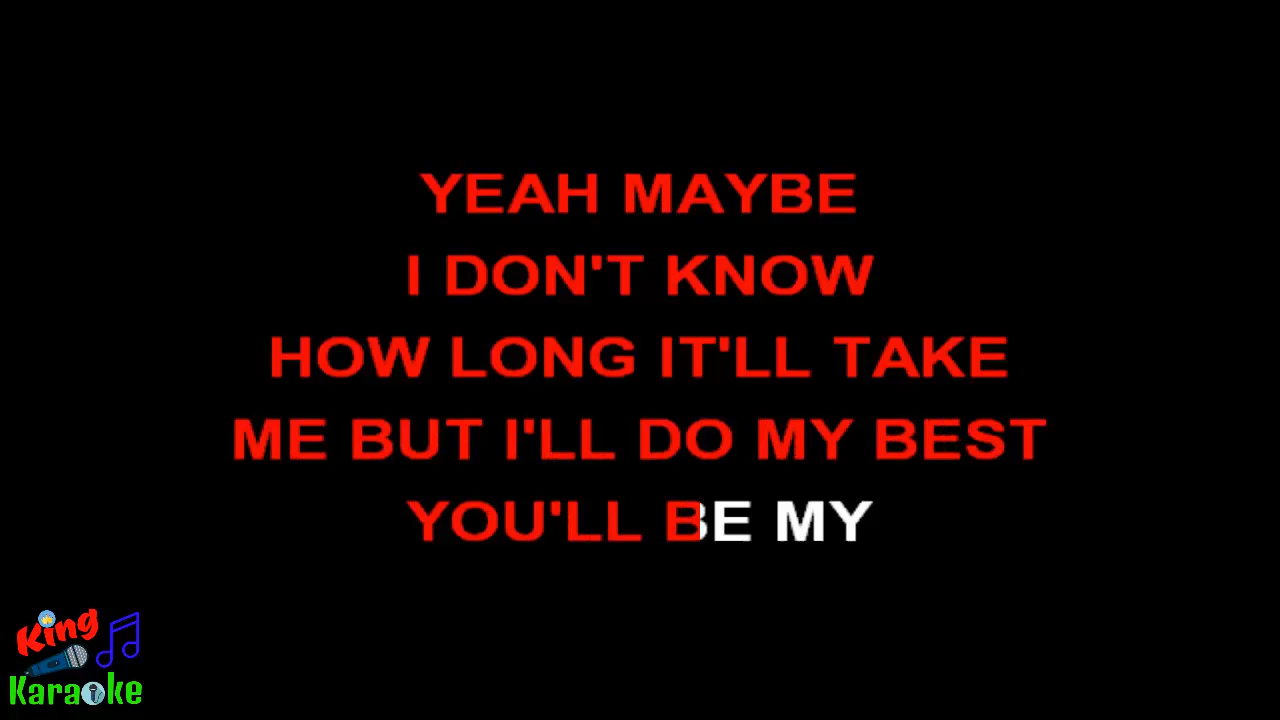 YEAH MAYBE
I DON'T KNOW
HOW LONG IT'LL TAKE
ME BUT I'LL DO MY BEST
YOU'LL BE MY
King
Karaoke